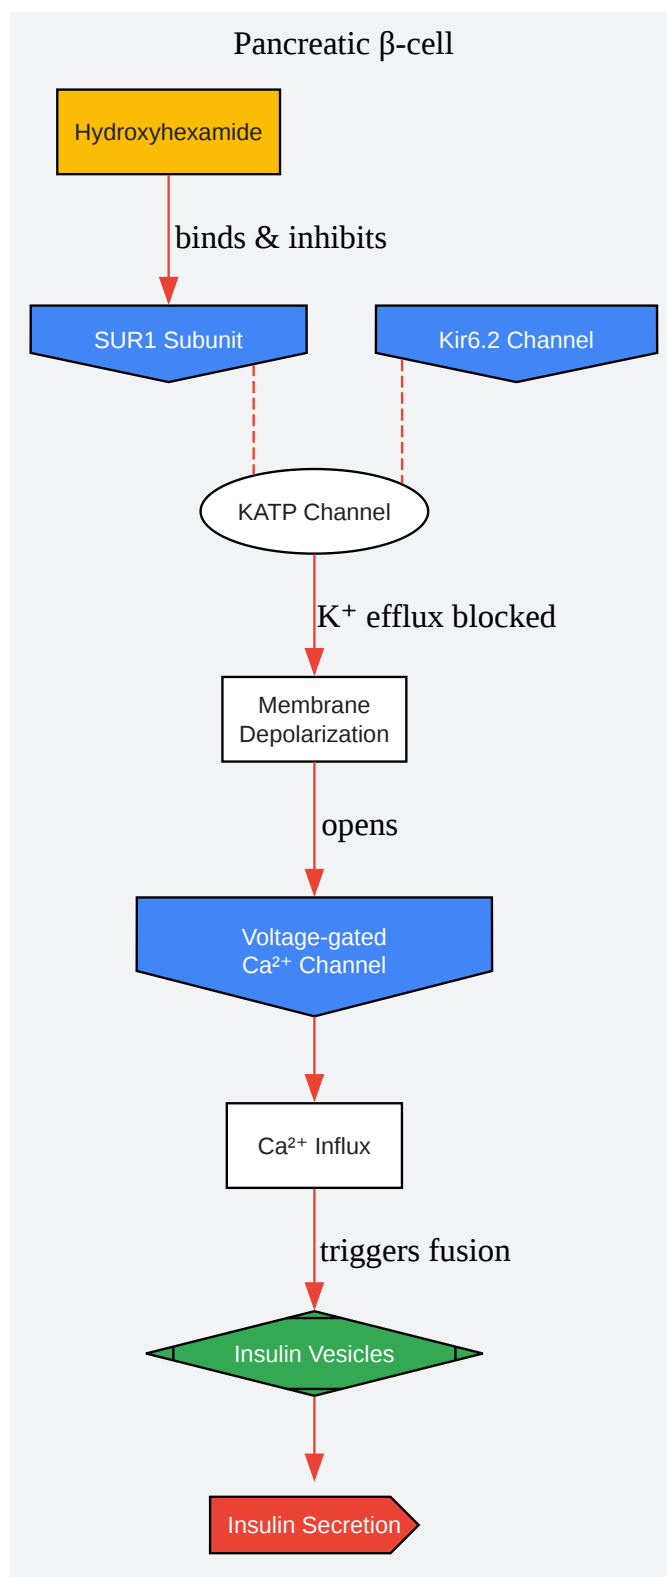 Pancreatic β-cell
Hydroxyhexamide
binds & inhibits
SUR1 Subunit
Kir6.2 Channel
KATP Channel
K⁺ efflux blocked
Membrane
Depolarization
opens
Voltage-gated
Ca²⁺ Channel
Ca²⁺ Influx
triggers fusion
Insulin Vesicles
Insulin Secretion